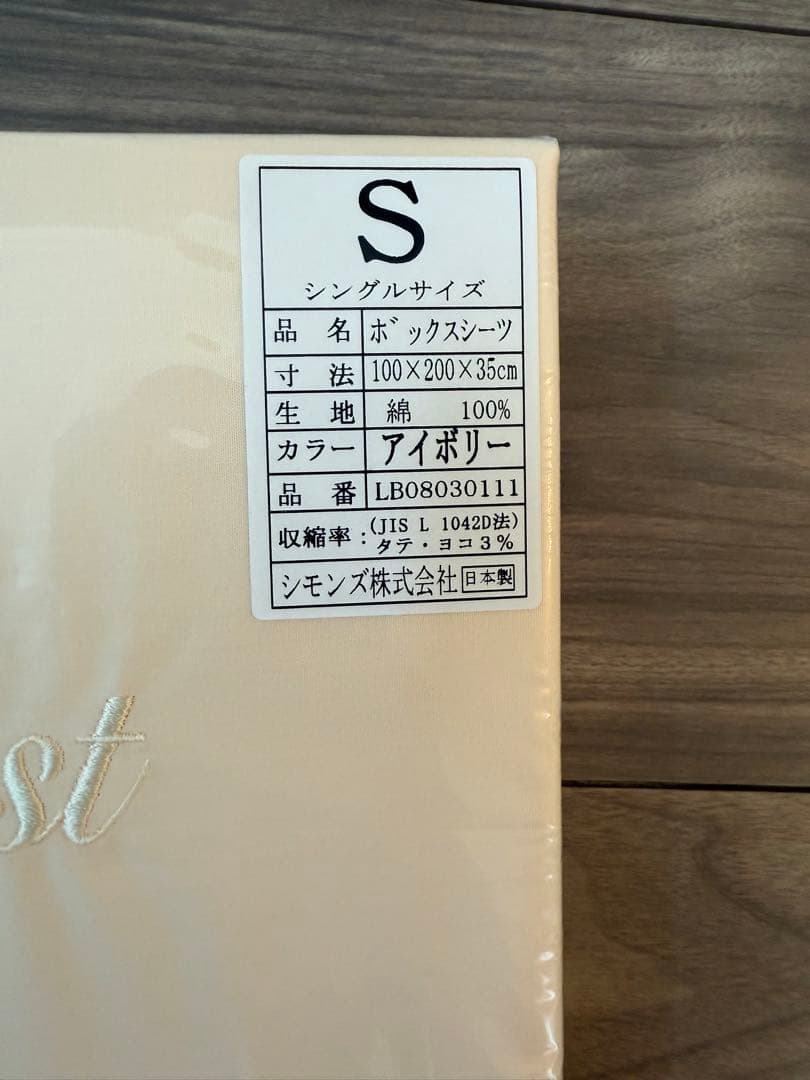 S
シングルサイズ
品 名 ボックスシーツ
寸 法 100×200×35cm
生 地 綿 100%
カラー アイボリー
品 番 LB08030111
収縮率:(JIS L 1042D法)
タテ・ヨコ3%
シモンズ株式会社 日本製
st